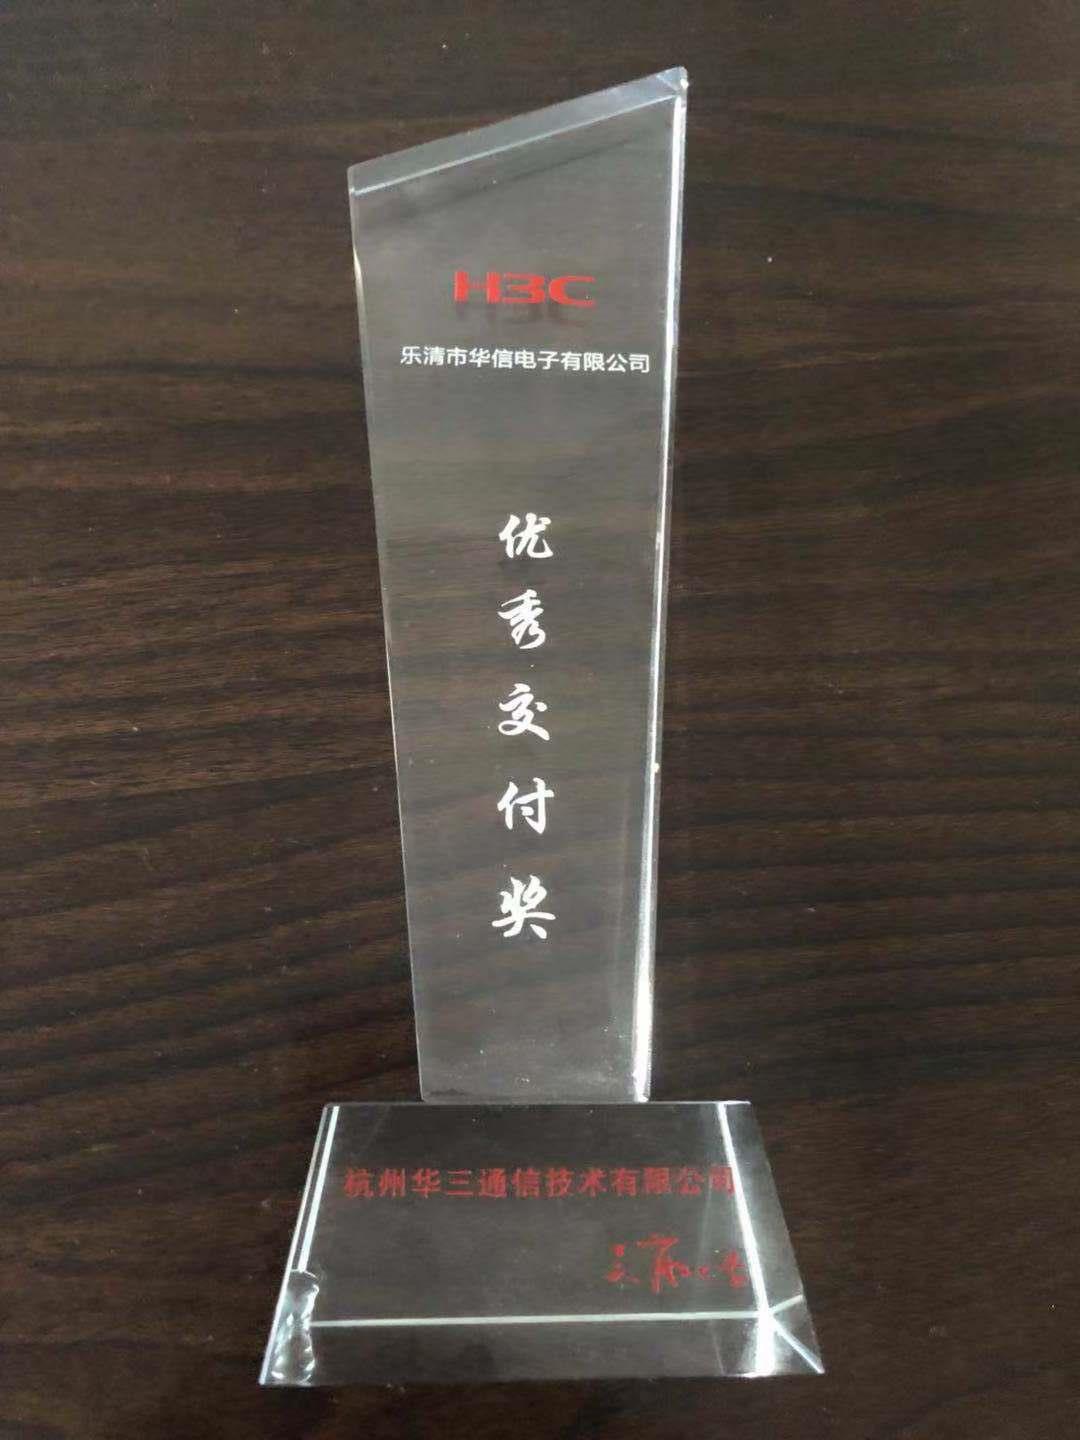 H3C
乐清市华信电子有限公司
优秀交付奖
杭州华三通信技术有限公司